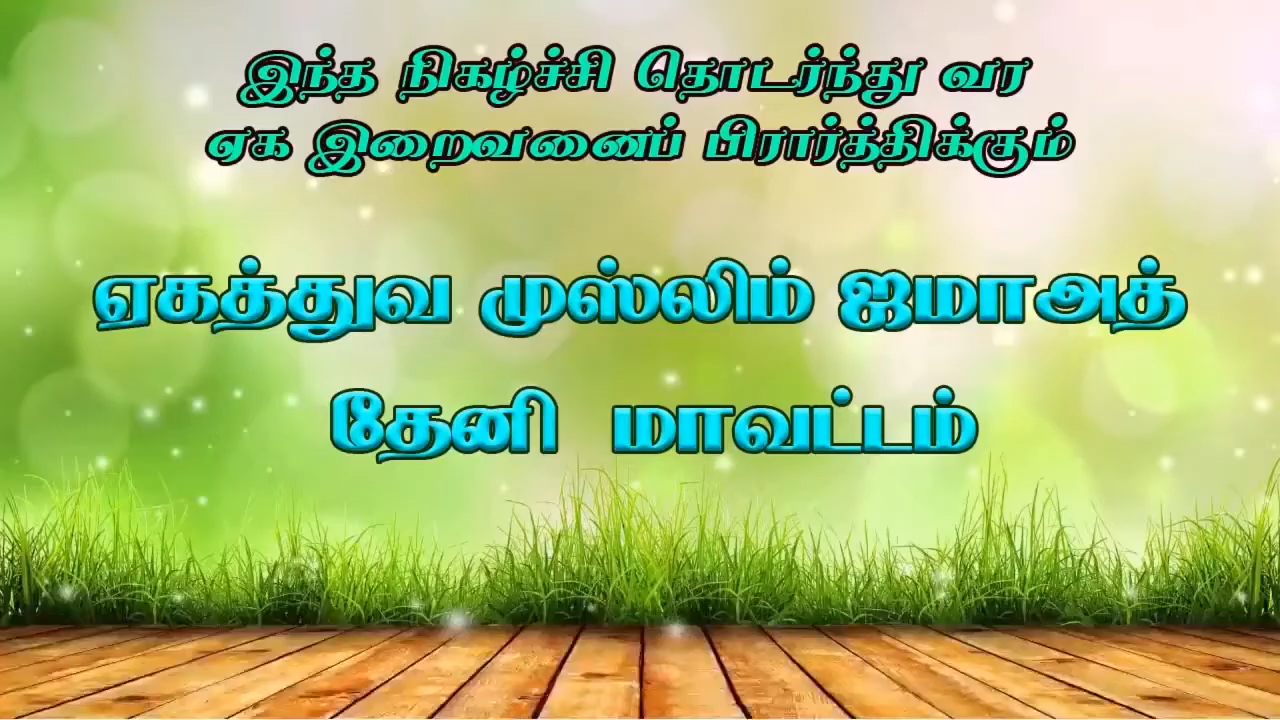 இந்த நிகழ்ச்சி தொடர்ந்து வர
ஏக இறைவனைப் பிரார்த்திக்கும்
ஏகத்துவ முஸ்லிம் ஜமாஅத்
தேனி மாவட்டம்